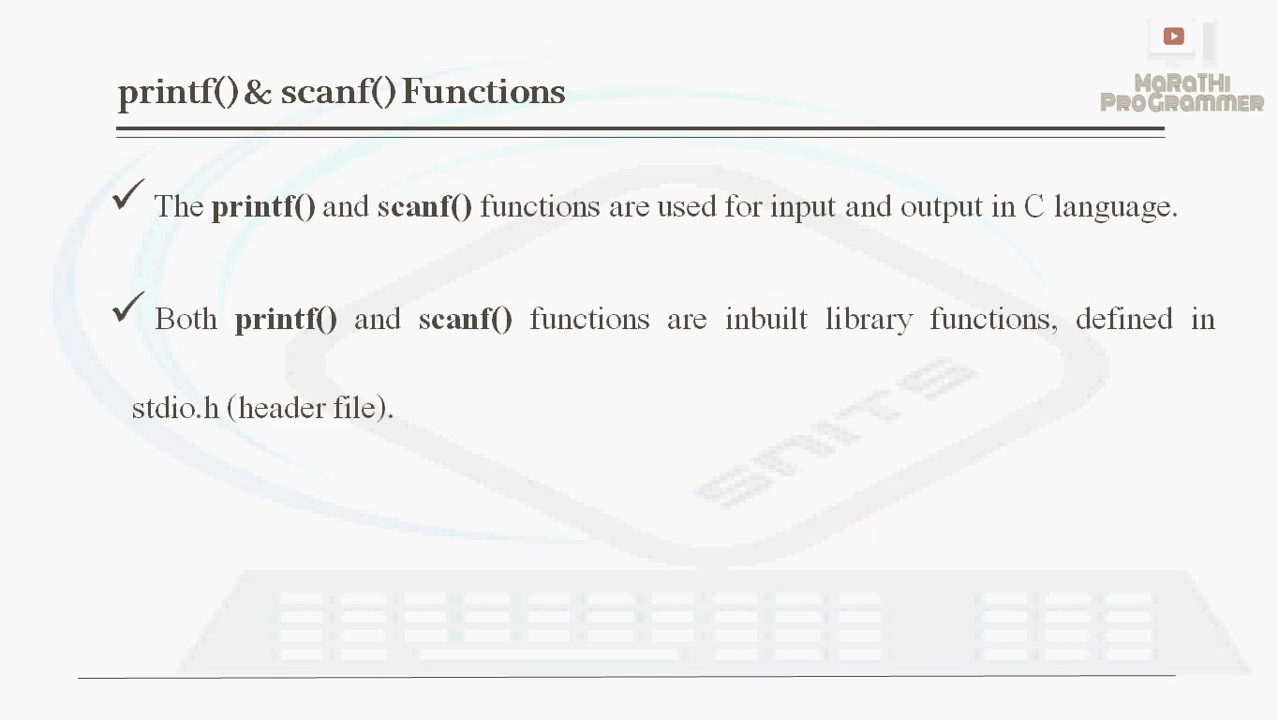 MaRaTHi
PRoGRammeR
printf() & scanf() Functions
✓ The printf() and scanf() functions are used for input and output in C language.
✓ Both printf() and scanf() functions are inbuilt library functions, defined in
stdio.h (header file).
SNITS